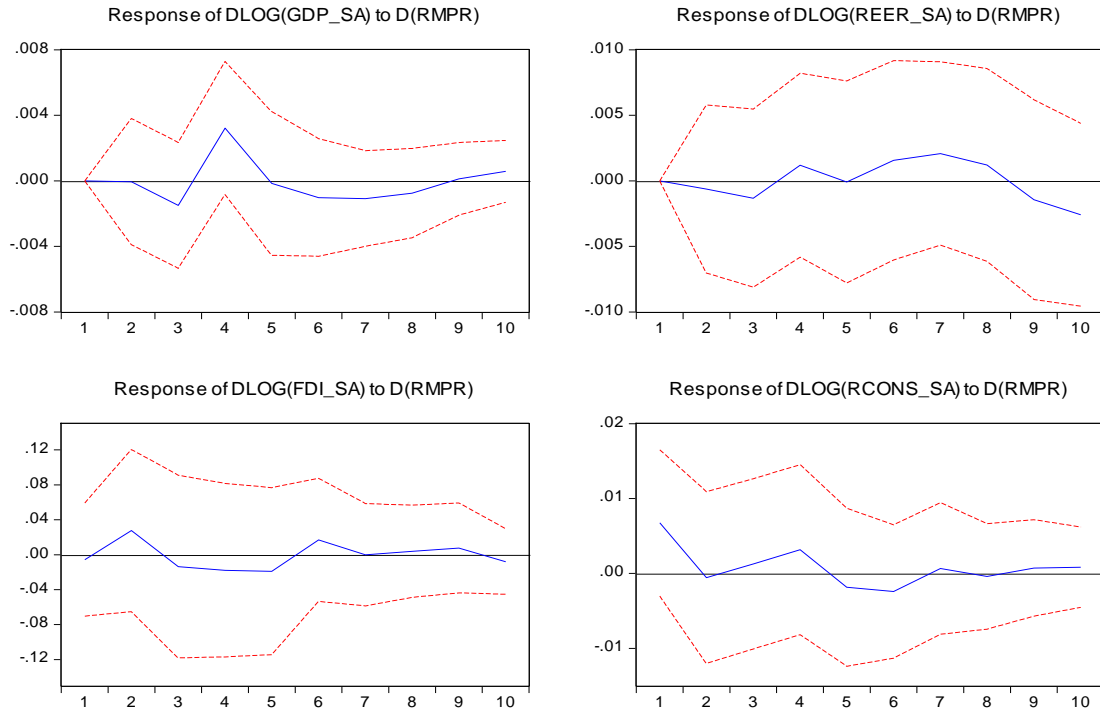 Response of DLOG(GDP_SA) to D(RMPR)
.008
.004
.000
-.004
-.008
1 2 3 4 5 6 7 8 9 10
Response of DLOG(REER_SA) to D(RMPR)
.010
.005
.000
-.005
-.010
1 2 3 4 5 6 7 8 9 10
Response of DLOG(FDI_SA) to D(RMPR)
.12
.08
.04
.00
-.04
-.08
-.12
1 2 3 4 5 6 7 8 9 10
Response of DLOG(RCONS_SA) to D(RMPR)
.02
.01
.00
-.01
1 2 3 4 5 6 7 8 9 10